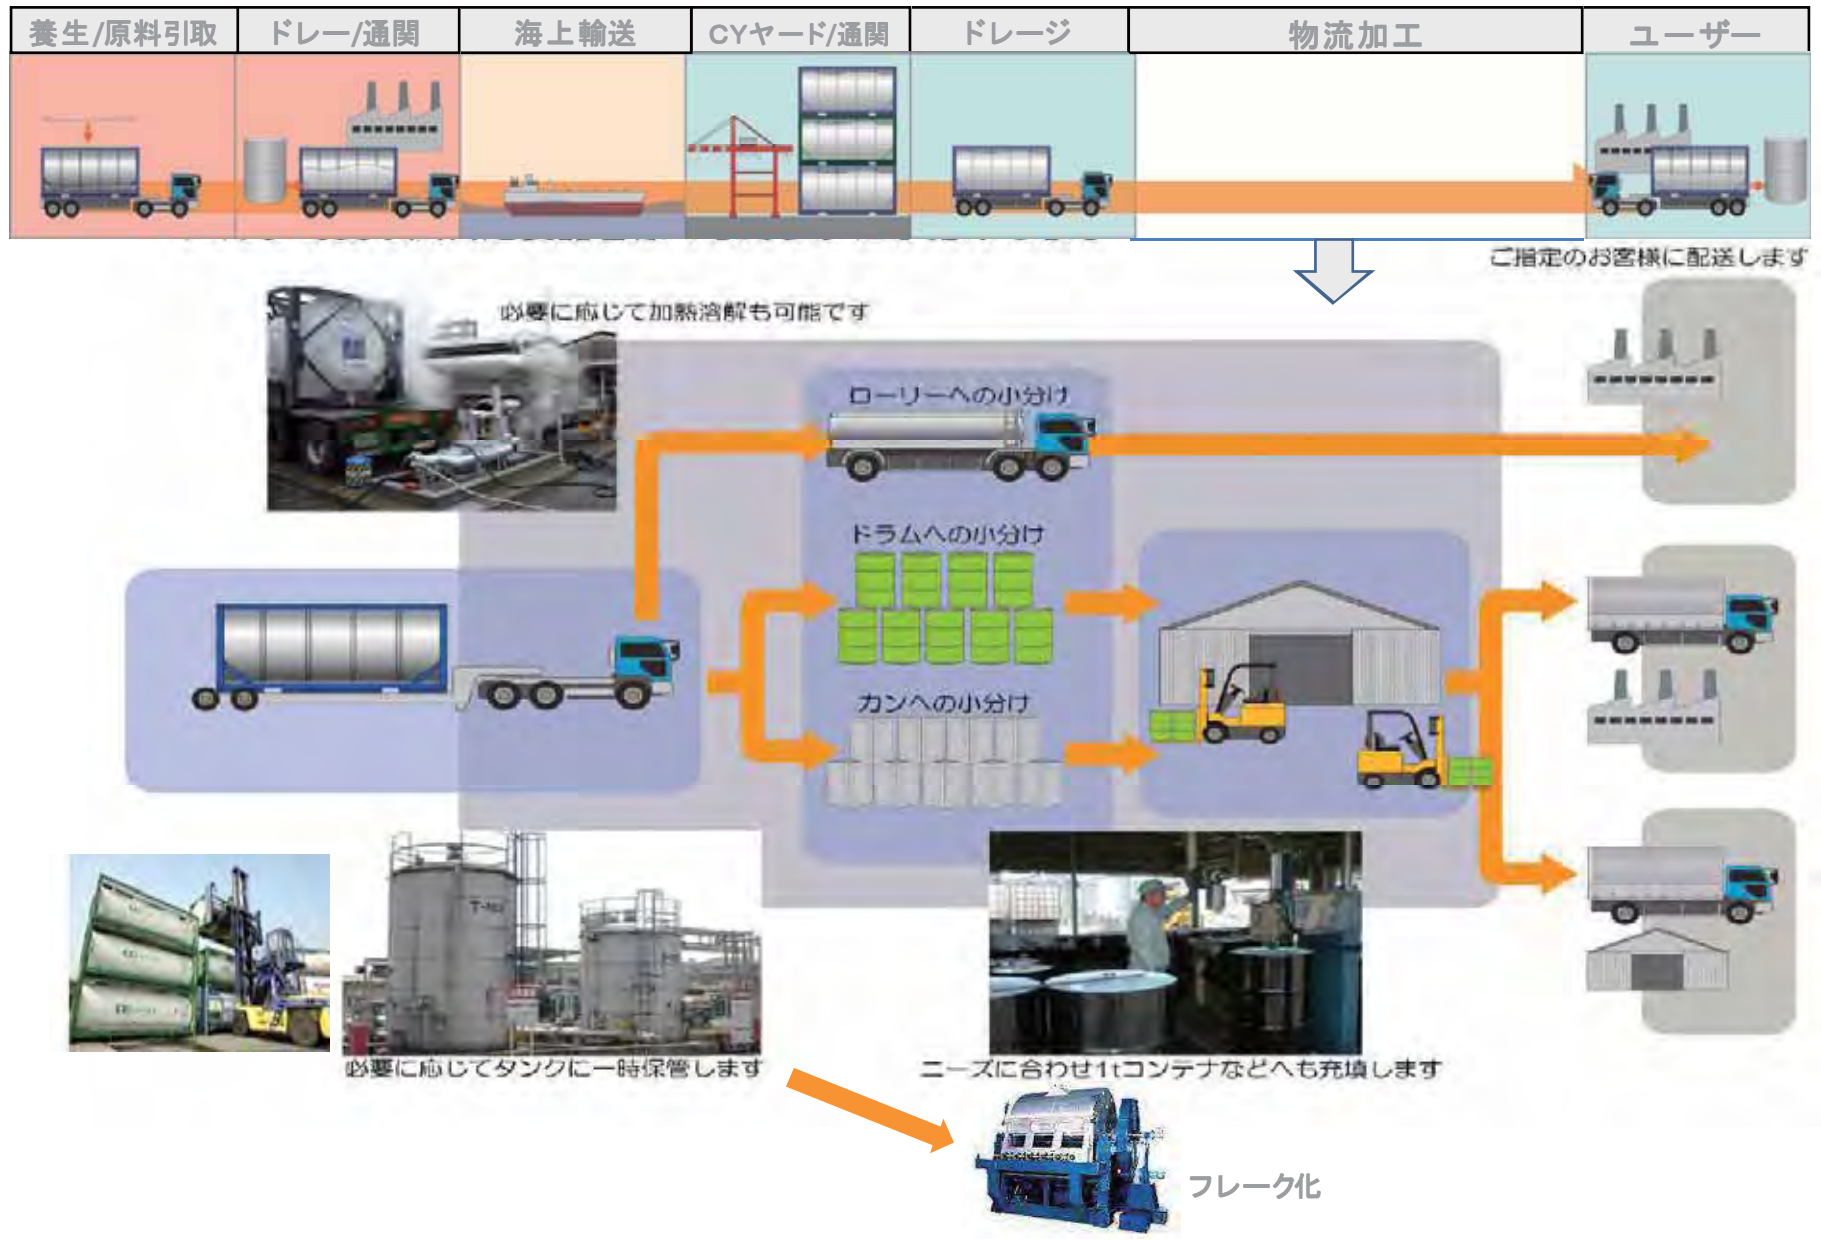 養生/原料引取
ドレー/通関
海上輸送
CYヤード/通関
ドレージ
物流加工
ユーザー
ご指定のお客様に配送します
必要に応じて加熱溶解も可能です
ローリーへの小分け
ドラムへの小分け
カンへの小分け
必要に応じてタンクに一時保管します
ニーズに合わせ1tコンテナなどへも充填します
フレーク化